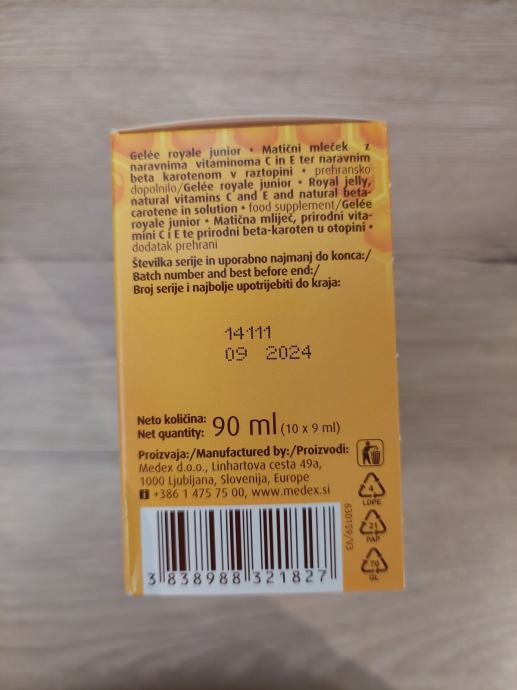 Gelée royale junior • Matični mleček z
naravnima vitaminoma C in E ter naravnim
beta karotenom v raztopini • prehransko
dopolnilo/Gelée royale junior • Royal jelly,
natural vitamins C and E and natural beta-
carotene in solution • food supplement/Gelée
royale junior • Matična mliječ, prirodni vita-
mini C i E te prirodni beta-karoten u otopini •
dodatak prehrani
Številka serije in uporabno najmanj do konca:/
Batch number and best before end:/
Broj serije i najbolje upotrijebiti do kraja:
14111
09 2024
Neto količina:
Net quantity: 90 ml (10 x 9 ml)
Proizvaja:/Manufactured by:/Proizvodi:
Medex d.o.o., Linhartova cesta 49a,
1000 Ljubljana, Slovenija, Europe
+386 1 475 75 00, www.medex.si
4
LDPE
21
PAP
70
GL
630159/V3
3 838988 321827